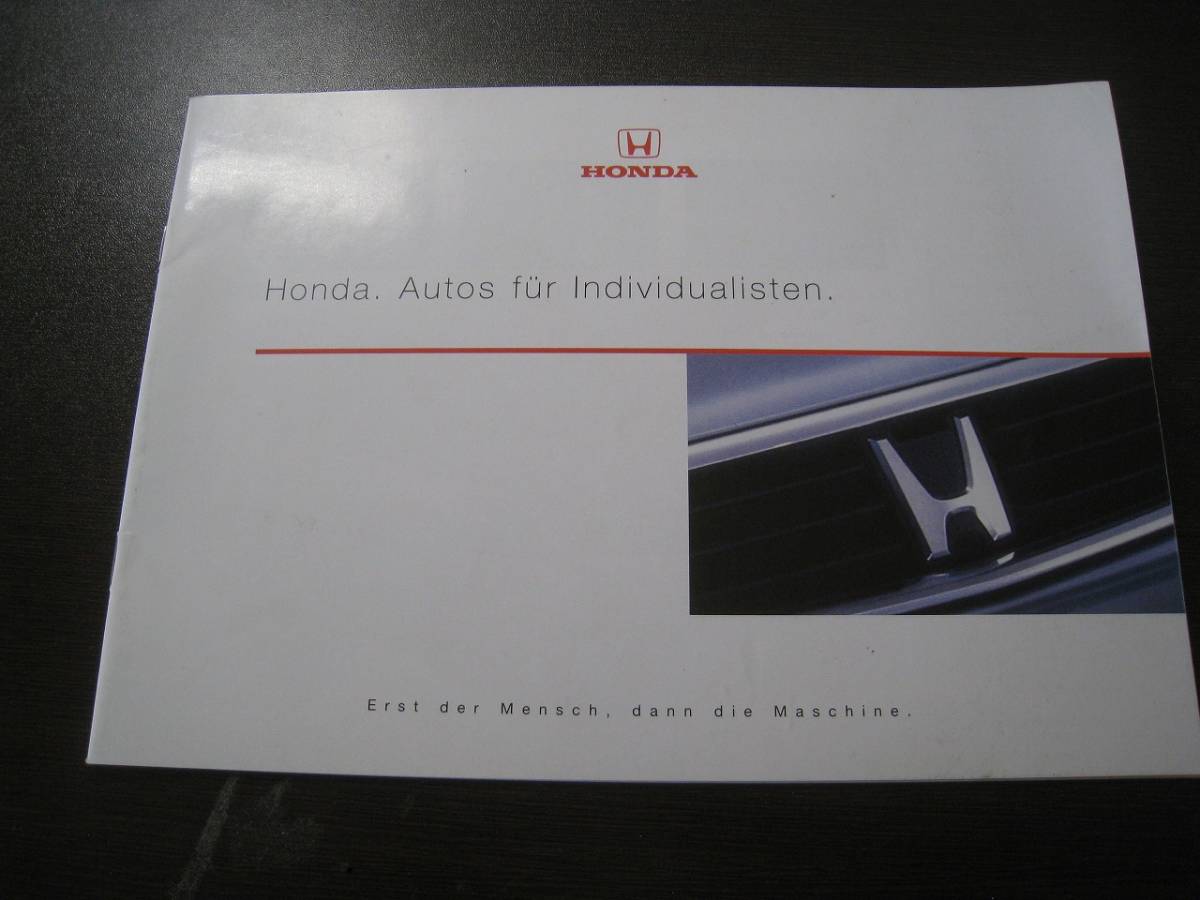 HONDA
Honda. Autos für Individualisten.
Erst der Mensch, dann die Maschine.